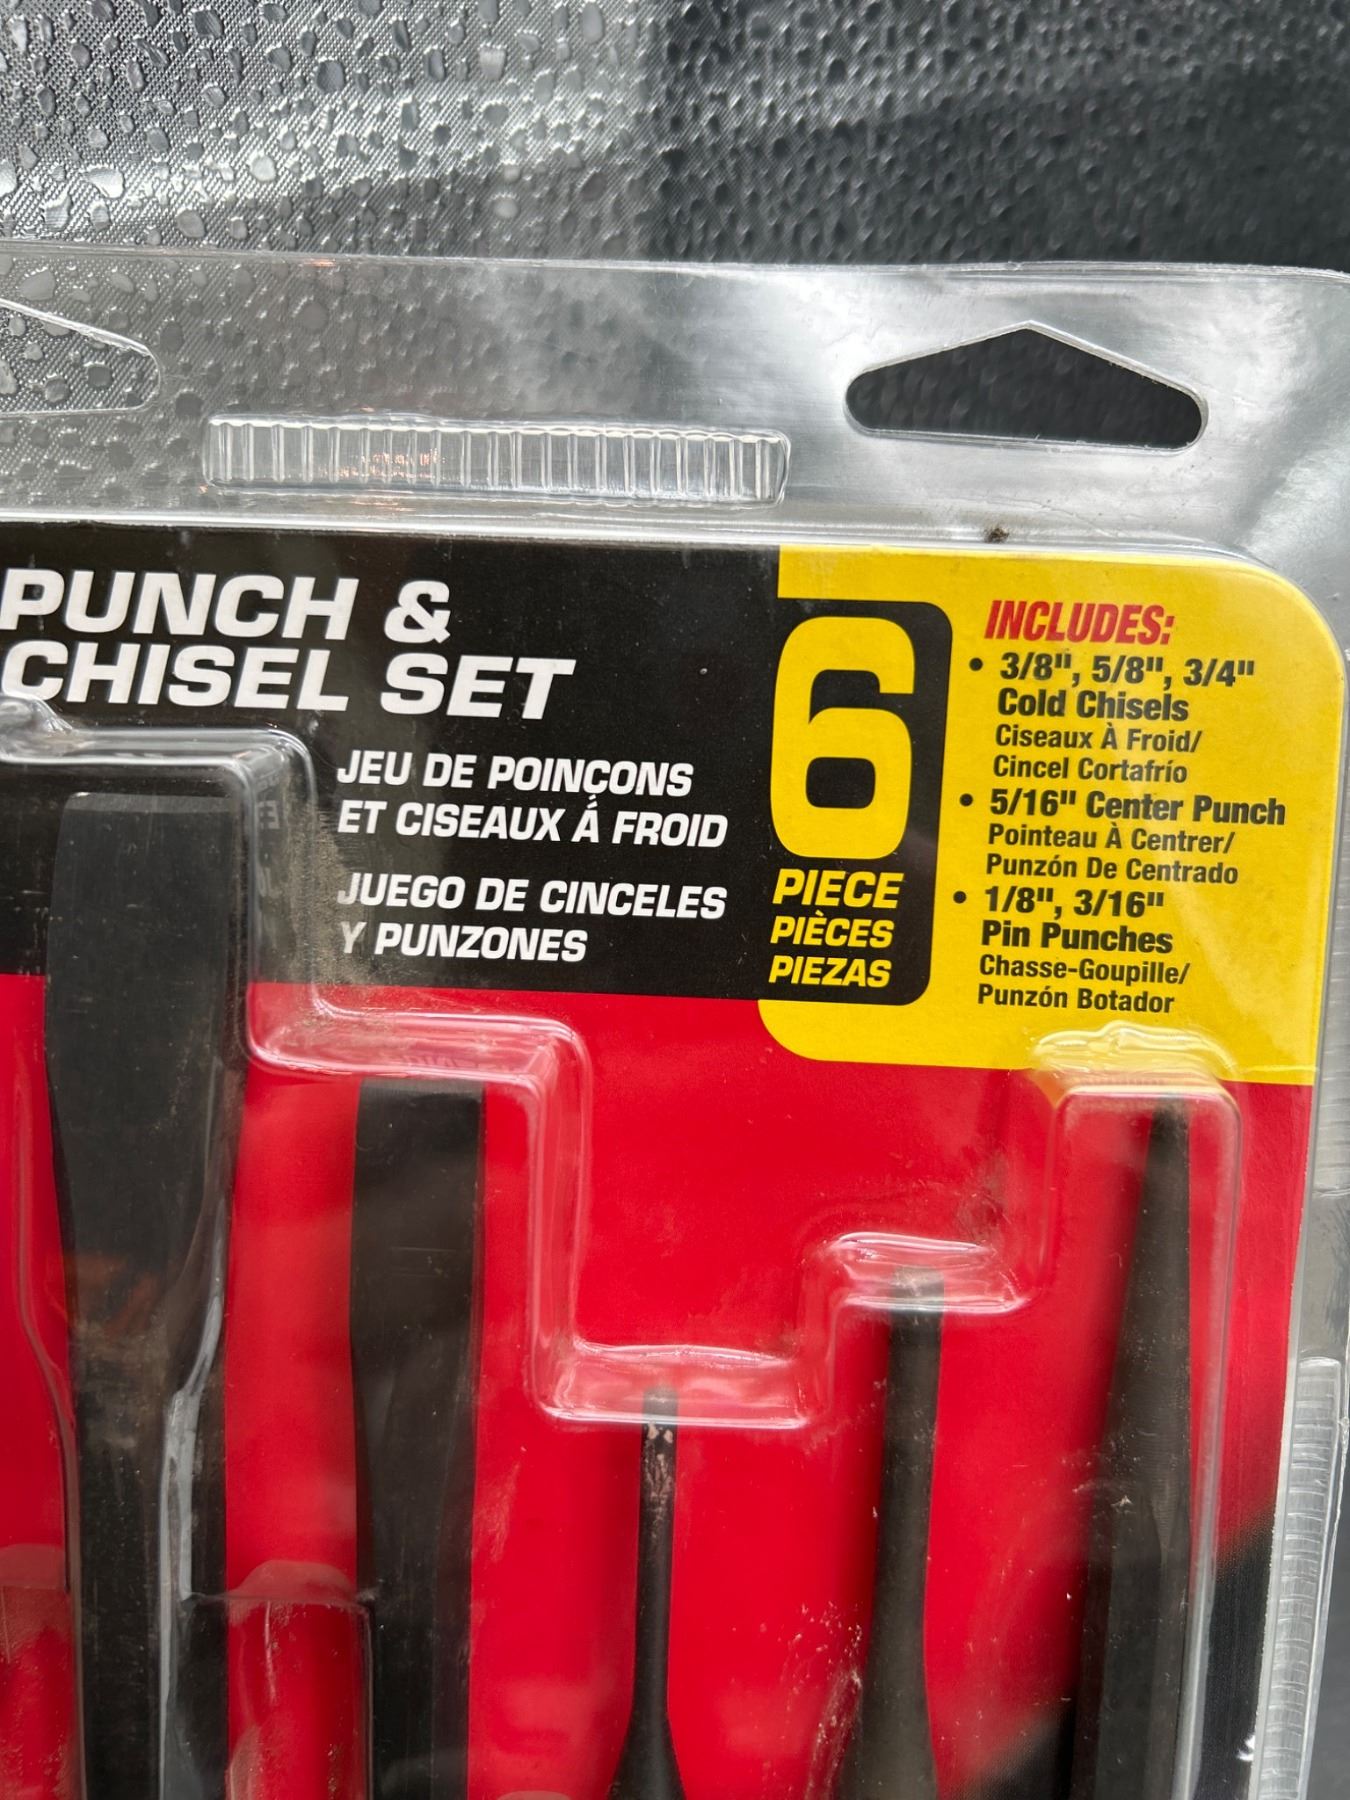 PUNCH &
CHISEL SET
JEU DE POINÇONS
ET CISEAUX À FROID
JUEGO DE CINCELES
Y PUNZONES
6
PIECE
PIÈCES
PIEZAS
INCLUDES:
• 3/8", 5/8", 3/4"
Cold Chisels
Ciseaux À Froid/
Cincel Cortafrío
• 5/16" Center Punch
Pointeau À Centrer/
Punzón De Centrado
• 1/8", 3/16"
Pin Punches
Chasse-Goupille/
Punzón Botador